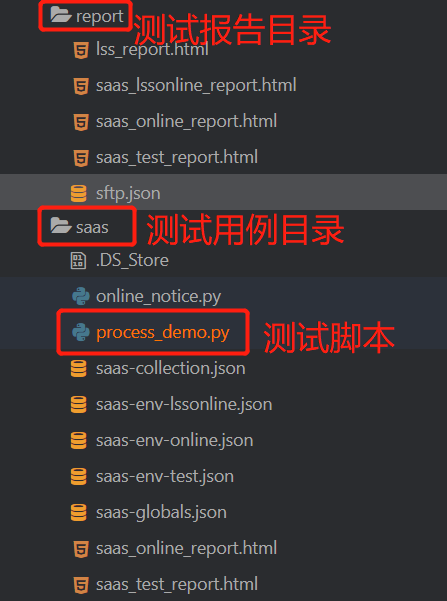 report 测试报告目录
lss_report.html
saas_lssonline_report.html
saas_online_report.html
saas_test_report.html
sftp.json
saas 测试用例目录
.DS_Store
online_notice.py
process_demo.py 测试脚本
saas-collection.json
saas-env-lssonline.json
saas-env-online.json
saas-env-test.json
saas-globals.json
saas_online_report.html
saas_test_report.html